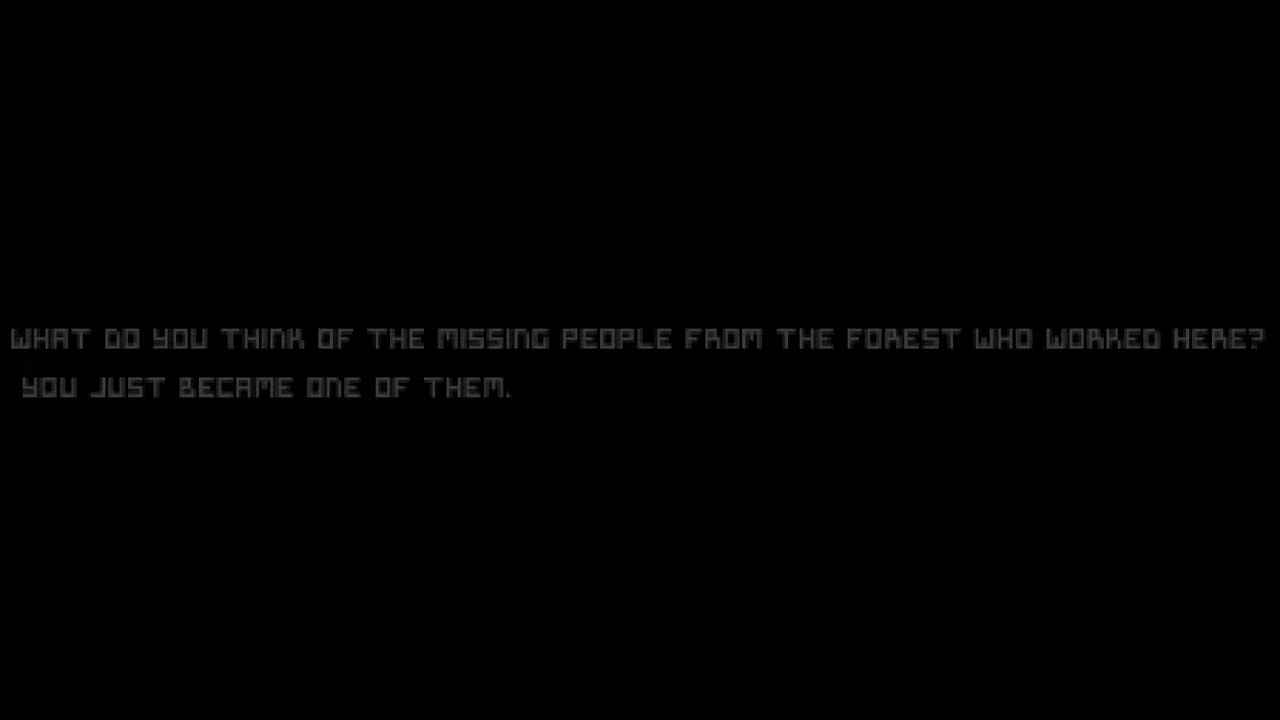 WHAT DO YOU THINK OF THE MISSING PEOPLE FROM THE FOREST WHO WORKED HERE?
YOU JUST BECAME ONE OF THEM.